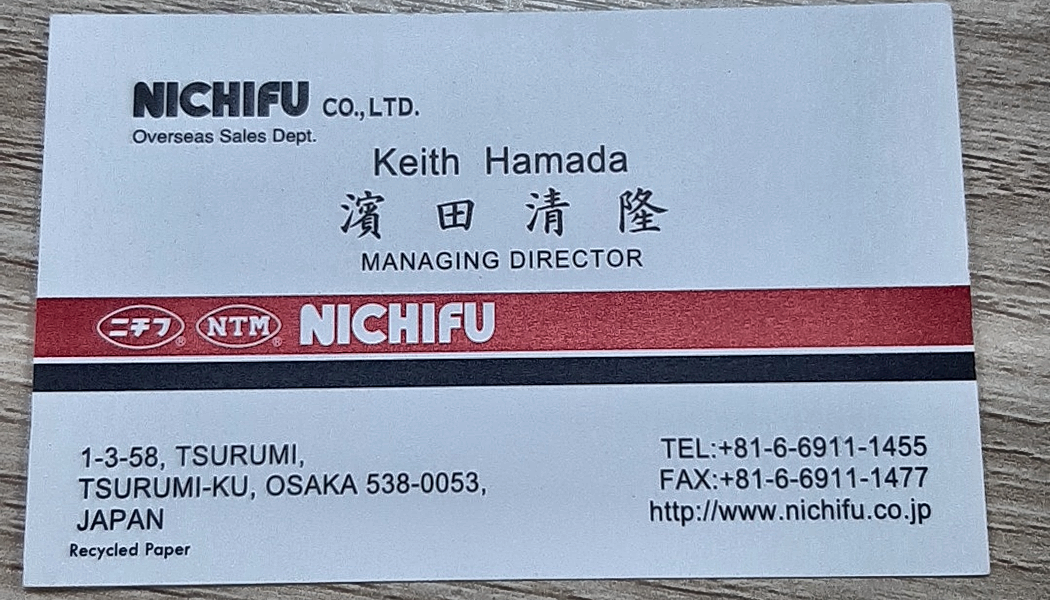 NICHIFU CO.,LTD.
Overseas Sales Dept.
Keith Hamada
濱田清隆
MANAGING DIRECTOR
ニチフ® NTM® NICHIFU
1-3-58, TSURUMI,
TSURUMI-KU, OSAKA 538-0053,
JAPAN
Recycled Paper
TEL:+81-6-6911-1455
FAX:+81-6-6911-1477
http://www.nichifu.co.jp